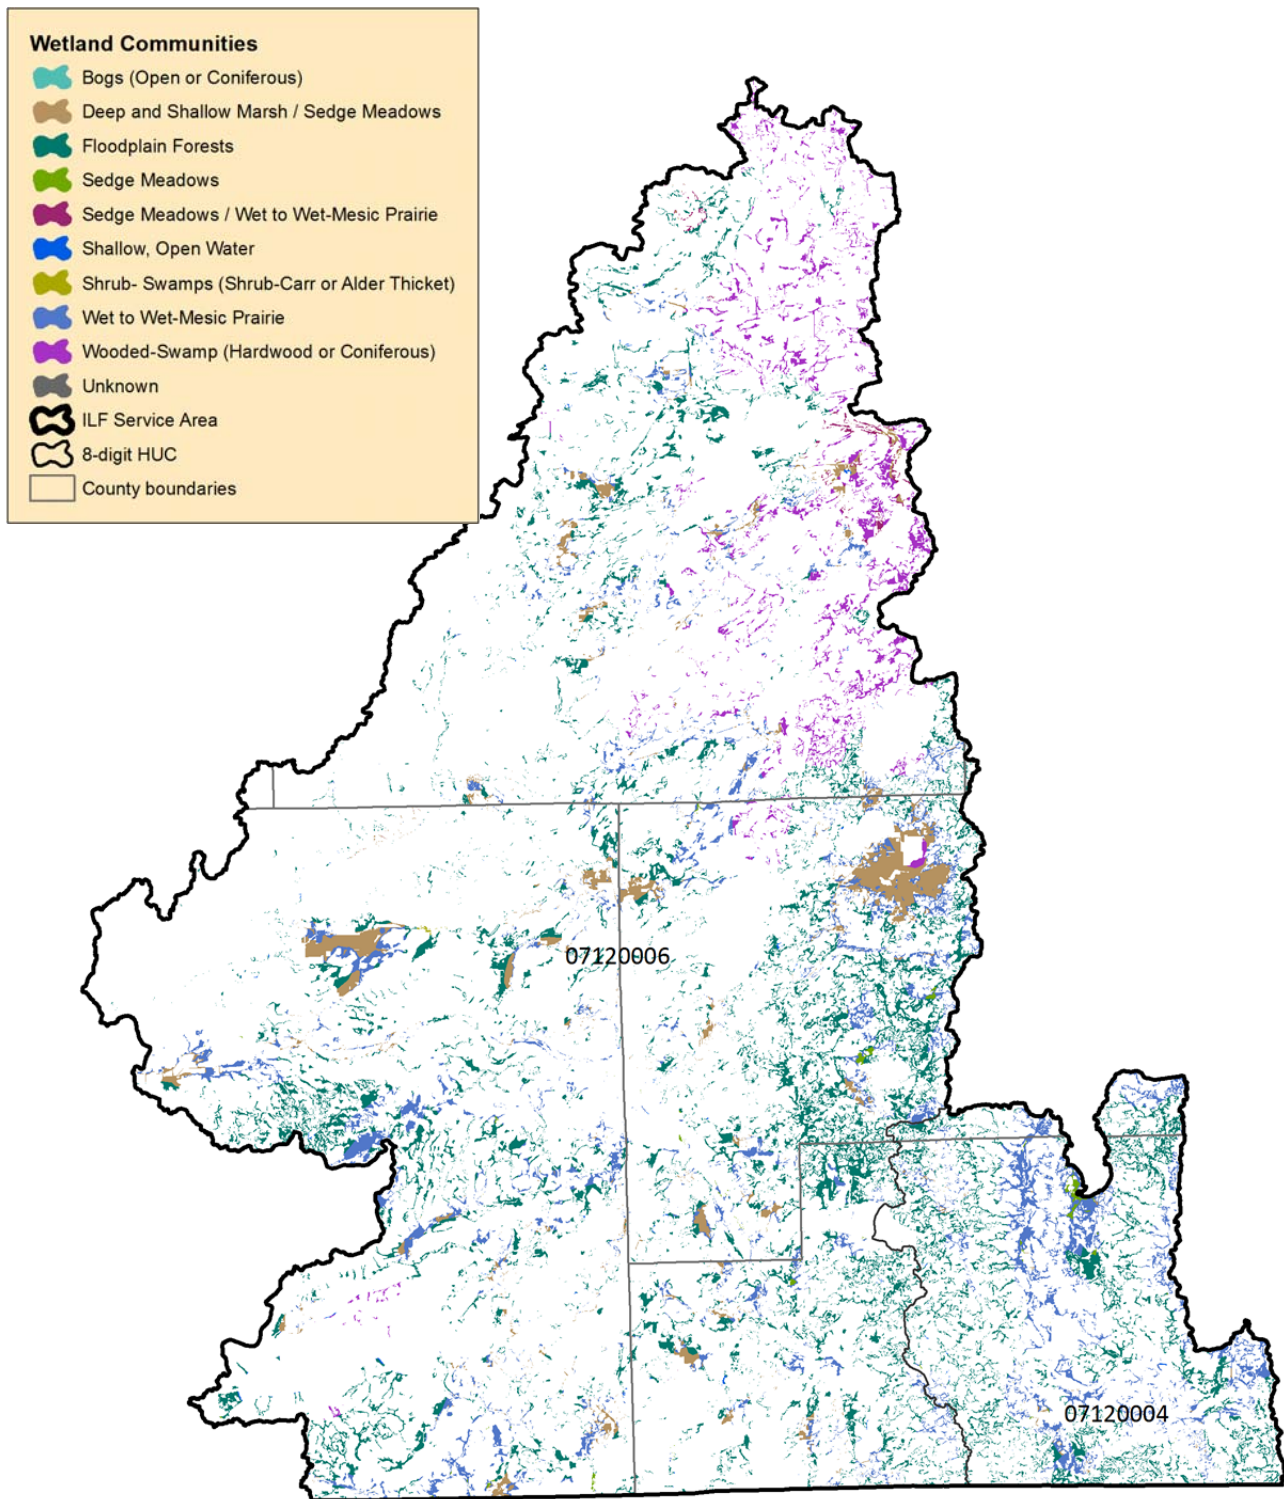 Wetland Communities
Bogs (Open or Coniferous)
Deep and Shallow Marsh / Sedge Meadows
Floodplain Forests
Sedge Meadows
Sedge Meadows / Wet to Wet-Mesic Prairie
Shallow, Open Water
Shrub- Swamps (Shrub-Carr or Alder Thicket)
Wet to Wet-Mesic Prairie
Wooded-Swamp (Hardwood or Coniferous)
Unknown
ILF Service Area
8-digit HUC
County boundaries
07120006
07120004